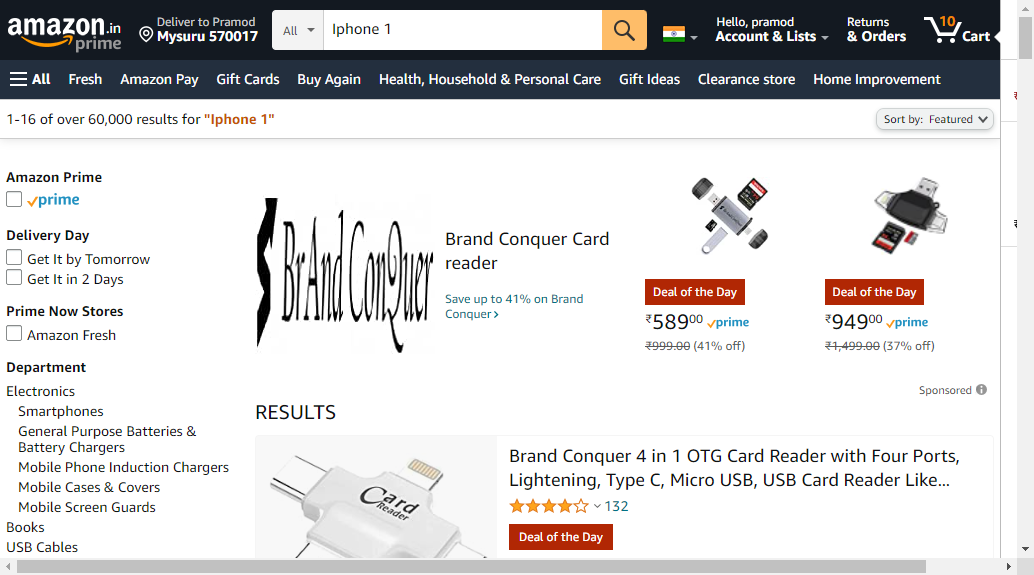 amazon.in
prime
Deliver to Pramod
Mysuru 570017
All
Iphone 1
Hello, pramod
Account & Lists
Returns
& Orders
10
Cart
All
Fresh
Amazon Pay
Gift Cards
Buy Again
Health, Household & Personal Care
Gift Ideas
Clearance store
Home Improvement
1-16 of over 60,000 results for "Iphone 1"
Sort by: Featured
Amazon Prime
prime
Delivery Day
Get It by Tomorrow
Get It in 2 Days
Prime Now Stores
Amazon Fresh
Department
Electronics
Smartphones
General Purpose Batteries &
Battery Chargers
Mobile Phone Induction Chargers
Mobile Cases & Covers
Mobile Screen Guards
Books
USB Cables
BrAnd ConQuer
Brand Conquer Card
reader
Save up to 41% on Brand
Conquer
Deal of the Day
₹58900 prime
₹999.00 (41% off)
Deal of the Day
₹94900 prime
₹1,499.00 (37% off)
Sponsored
RESULTS
Card
Reader
Brand Conquer 4 in 1 OTG Card Reader with Four Ports,
Lightening, Type C, Micro USB, USB Card Reader Like...
132
Deal of the Day